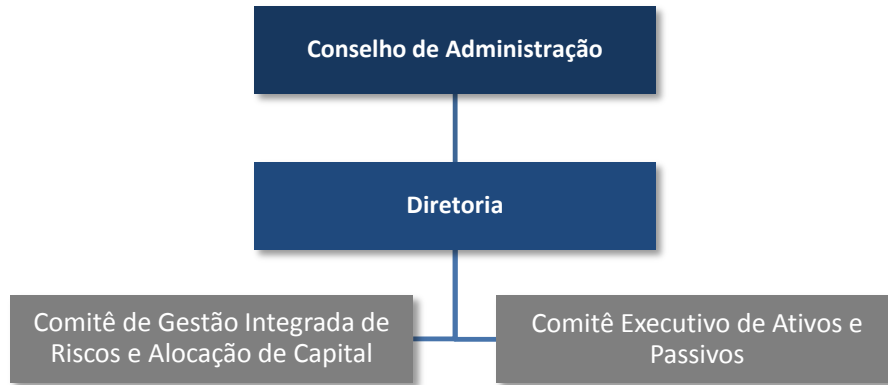 Conselho de Administração
Diretoria
Comitê de Gestão Integrada de
Riscos e Alocação de Capital
Comitê Executivo de Ativos e
Passivos